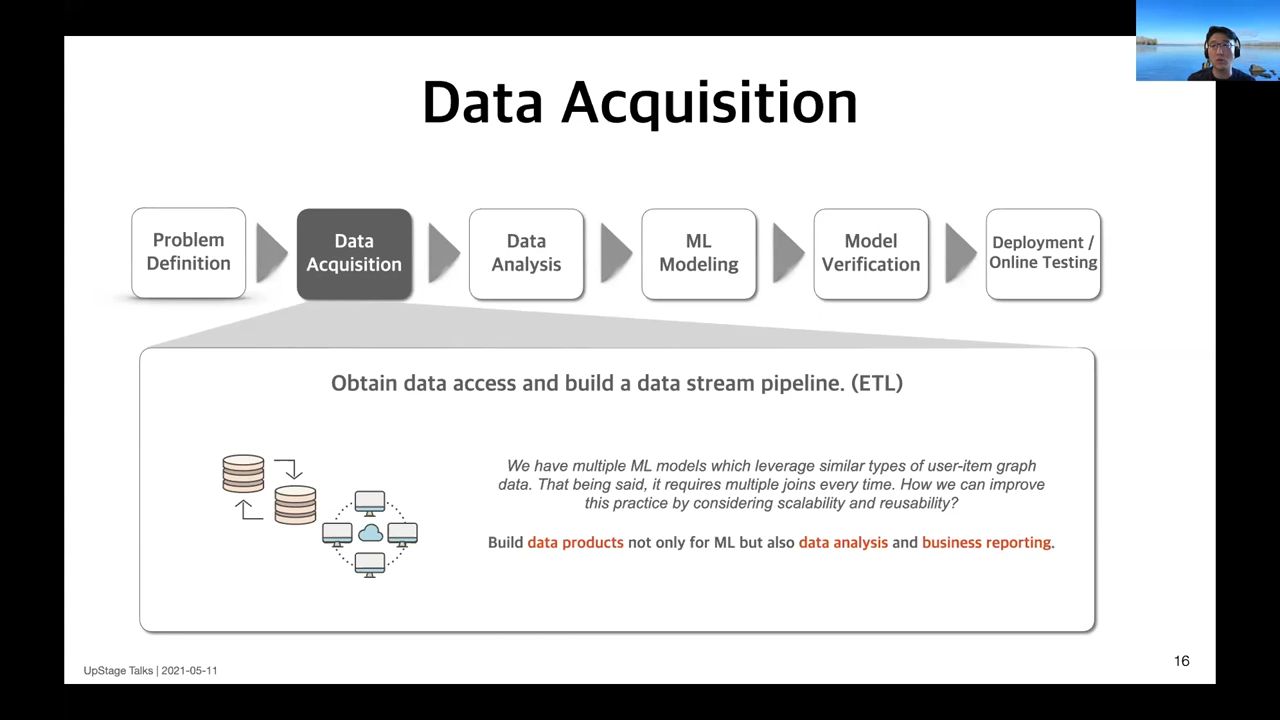 Data Acquisition
Problem
Definition
Data
Acquisition
Data
Analysis
ML
Modeling
Model
Verification
Deployment /
Online Testing
Obtain data access and build a data stream pipeline. (ETL)
We have multiple ML models which leverage similar types of user-item graph
data. That being said, it requires multiple joins every time. How we can improve
this practice by considering scalability and reusability?
Build data products not only for ML but also data analysis and business reporting.
UpStage Talks | 2021-05-11
16